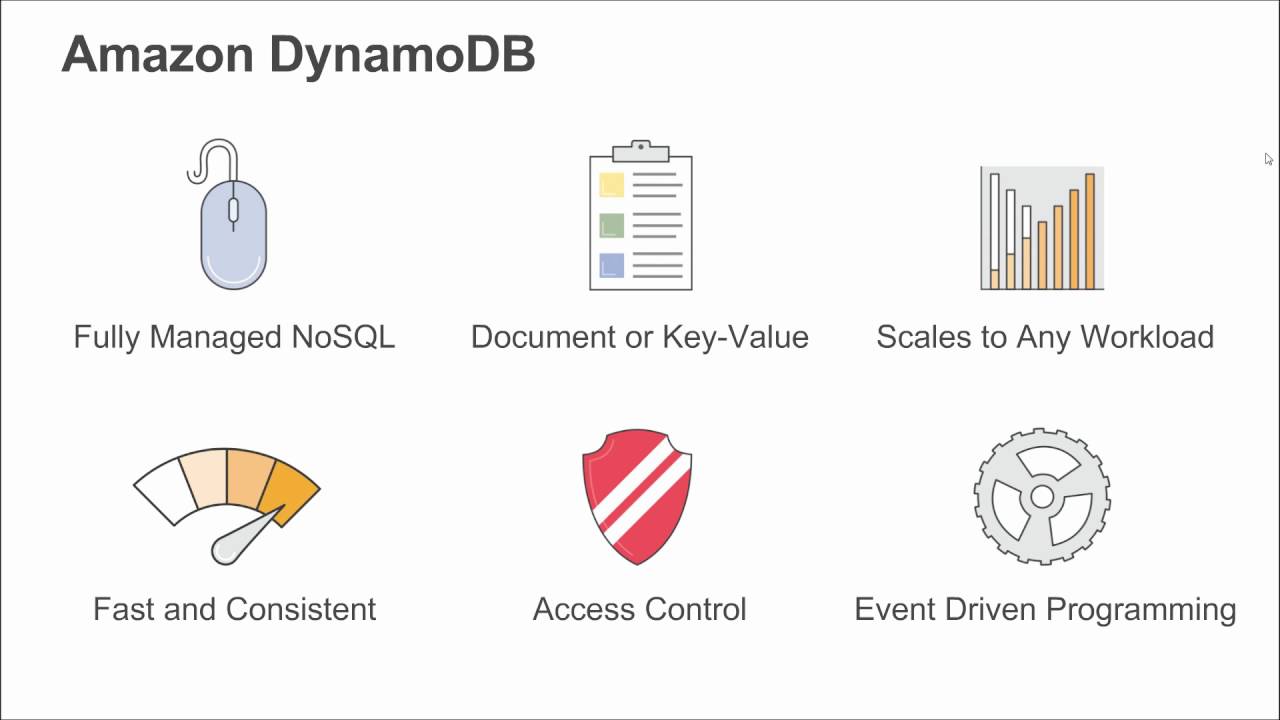 Amazon DynamoDB
Fully Managed NoSQL
Document or Key-Value
Scales to Any Workload
Fast and Consistent
Access Control
Event Driven Programming